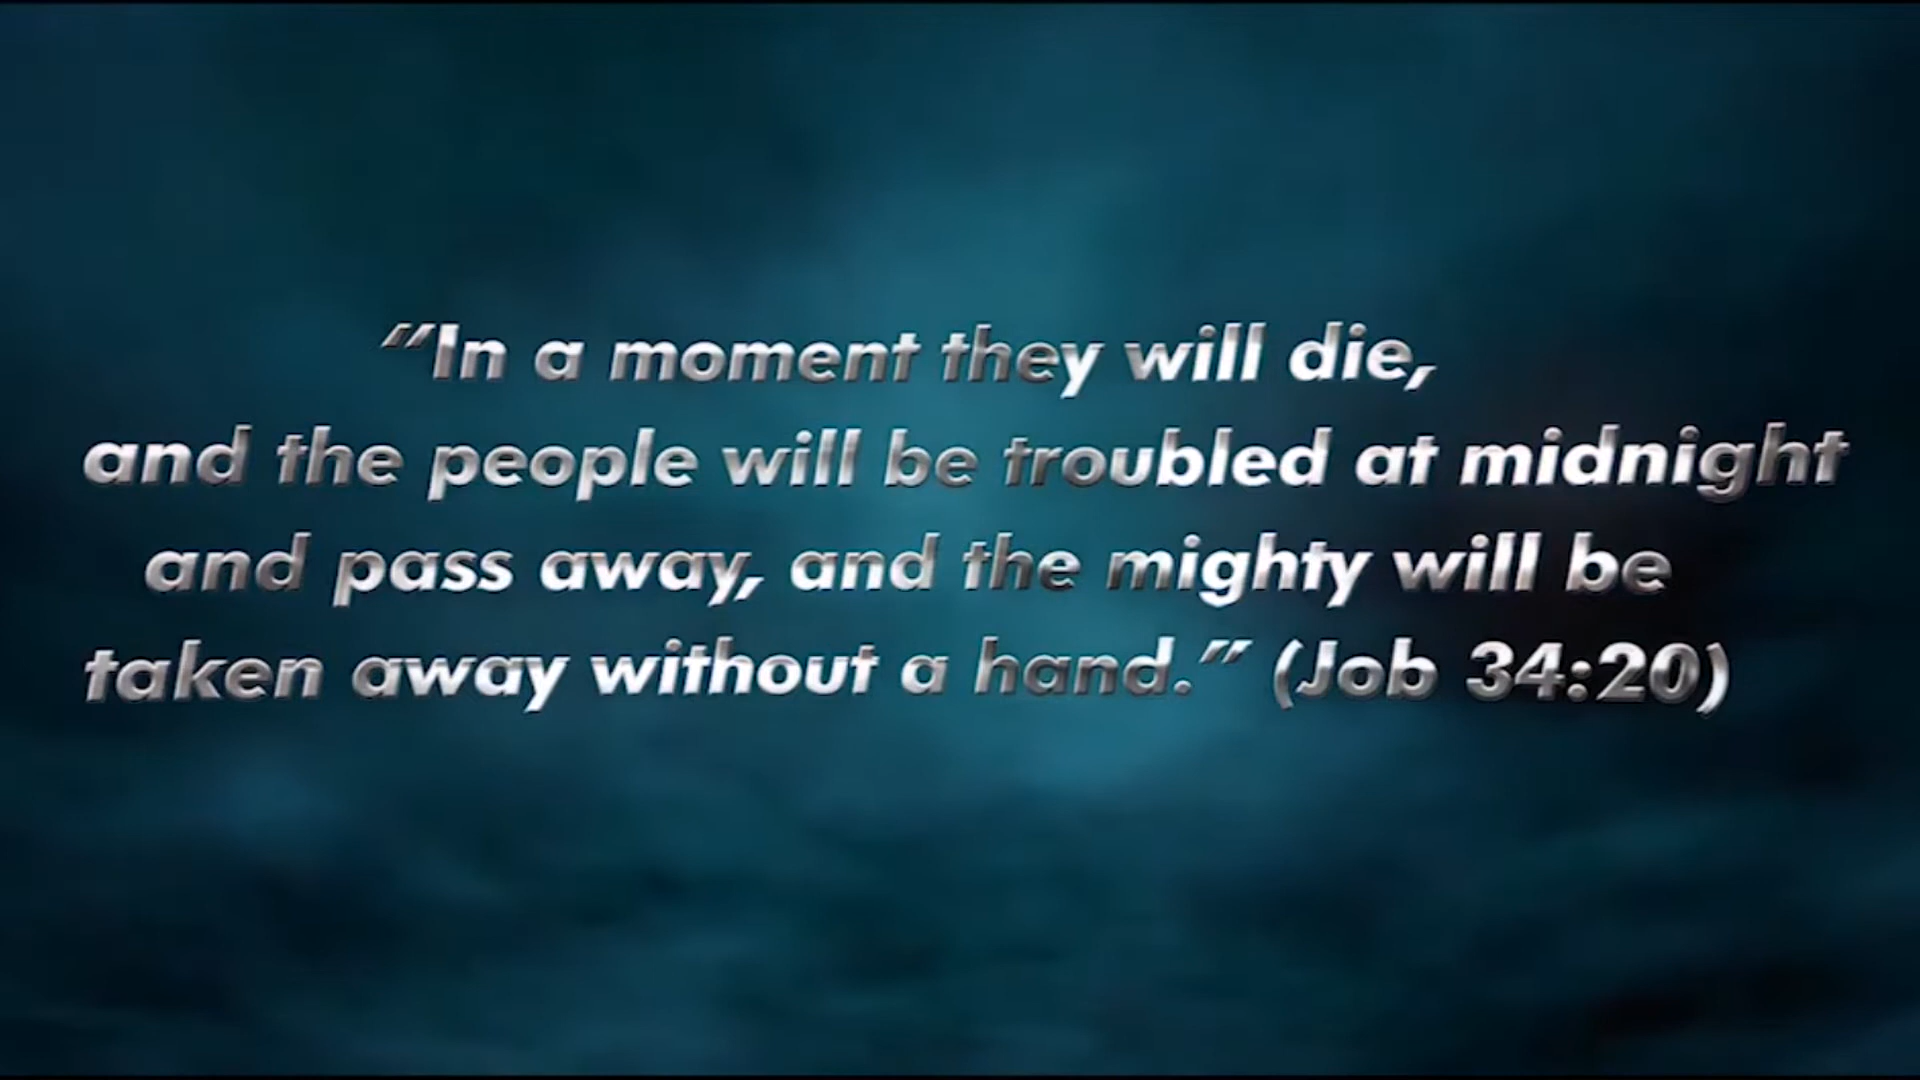 “In a moment they will die,
and the people will be troubled at midnight
and pass away, and the mighty will be
taken away without a hand.” (Job 34:20)